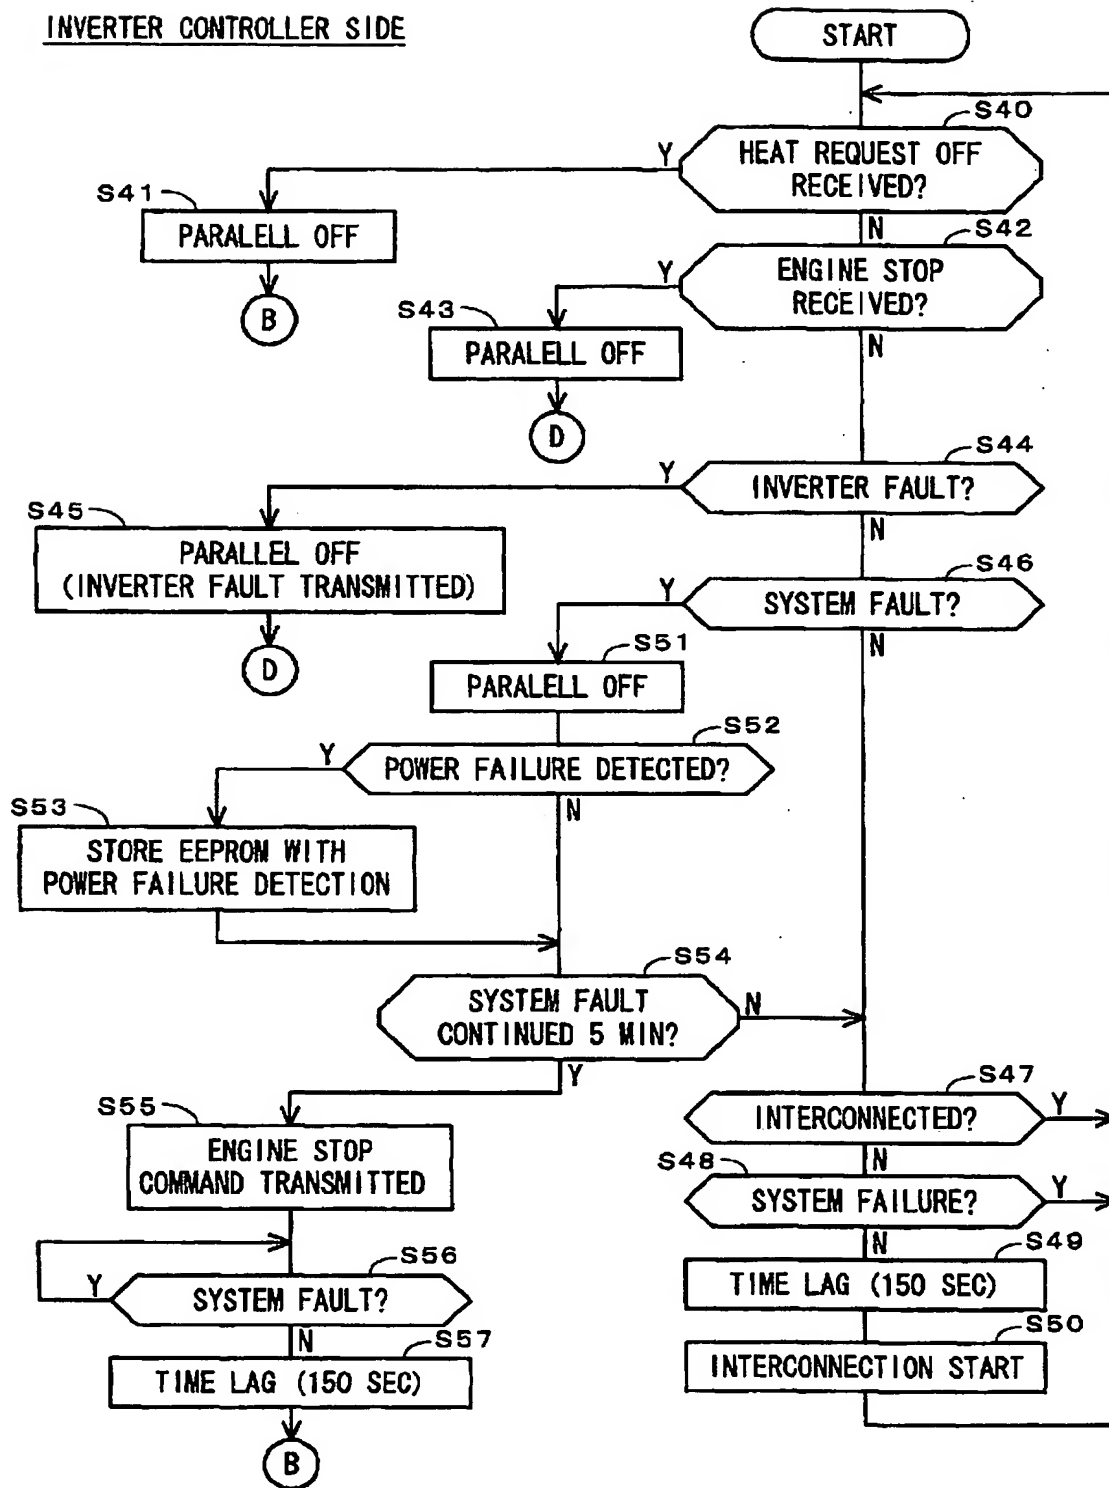 INVERTER CONTROLLER SIDE
START
S40
HEAT REQUEST OFF
RECEIVED?
Y
N
S41
PARALELL OFF
B
S42
ENGINE STOP
RECEIVED?
Y
N
S43
PARALELL OFF
D
S44
INVERTER FAULT?
Y
N
S45
PARALLEL OFF
(INVERTER FAULT TRANSMITTED)
D
S46
SYSTEM FAULT?
Y
N
S51
PARALELL OFF
S52
POWER FAILURE DETECTED?
Y
N
S53
STORE EEPROM WITH
POWER FAILURE DETECTION
S54
SYSTEM FAULT
CONTINUED 5 MIN?
N
Y
S55
ENGINE STOP
COMMAND TRANSMITTED
S56
SYSTEM FAULT?
Y
N
S57
TIME LAG (150 SEC)
B
S47
INTERCONNECTED?
Y
N
S48
SYSTEM FAILURE?
Y
N
S49
TIME LAG (150 SEC)
S50
INTERCONNECTION START